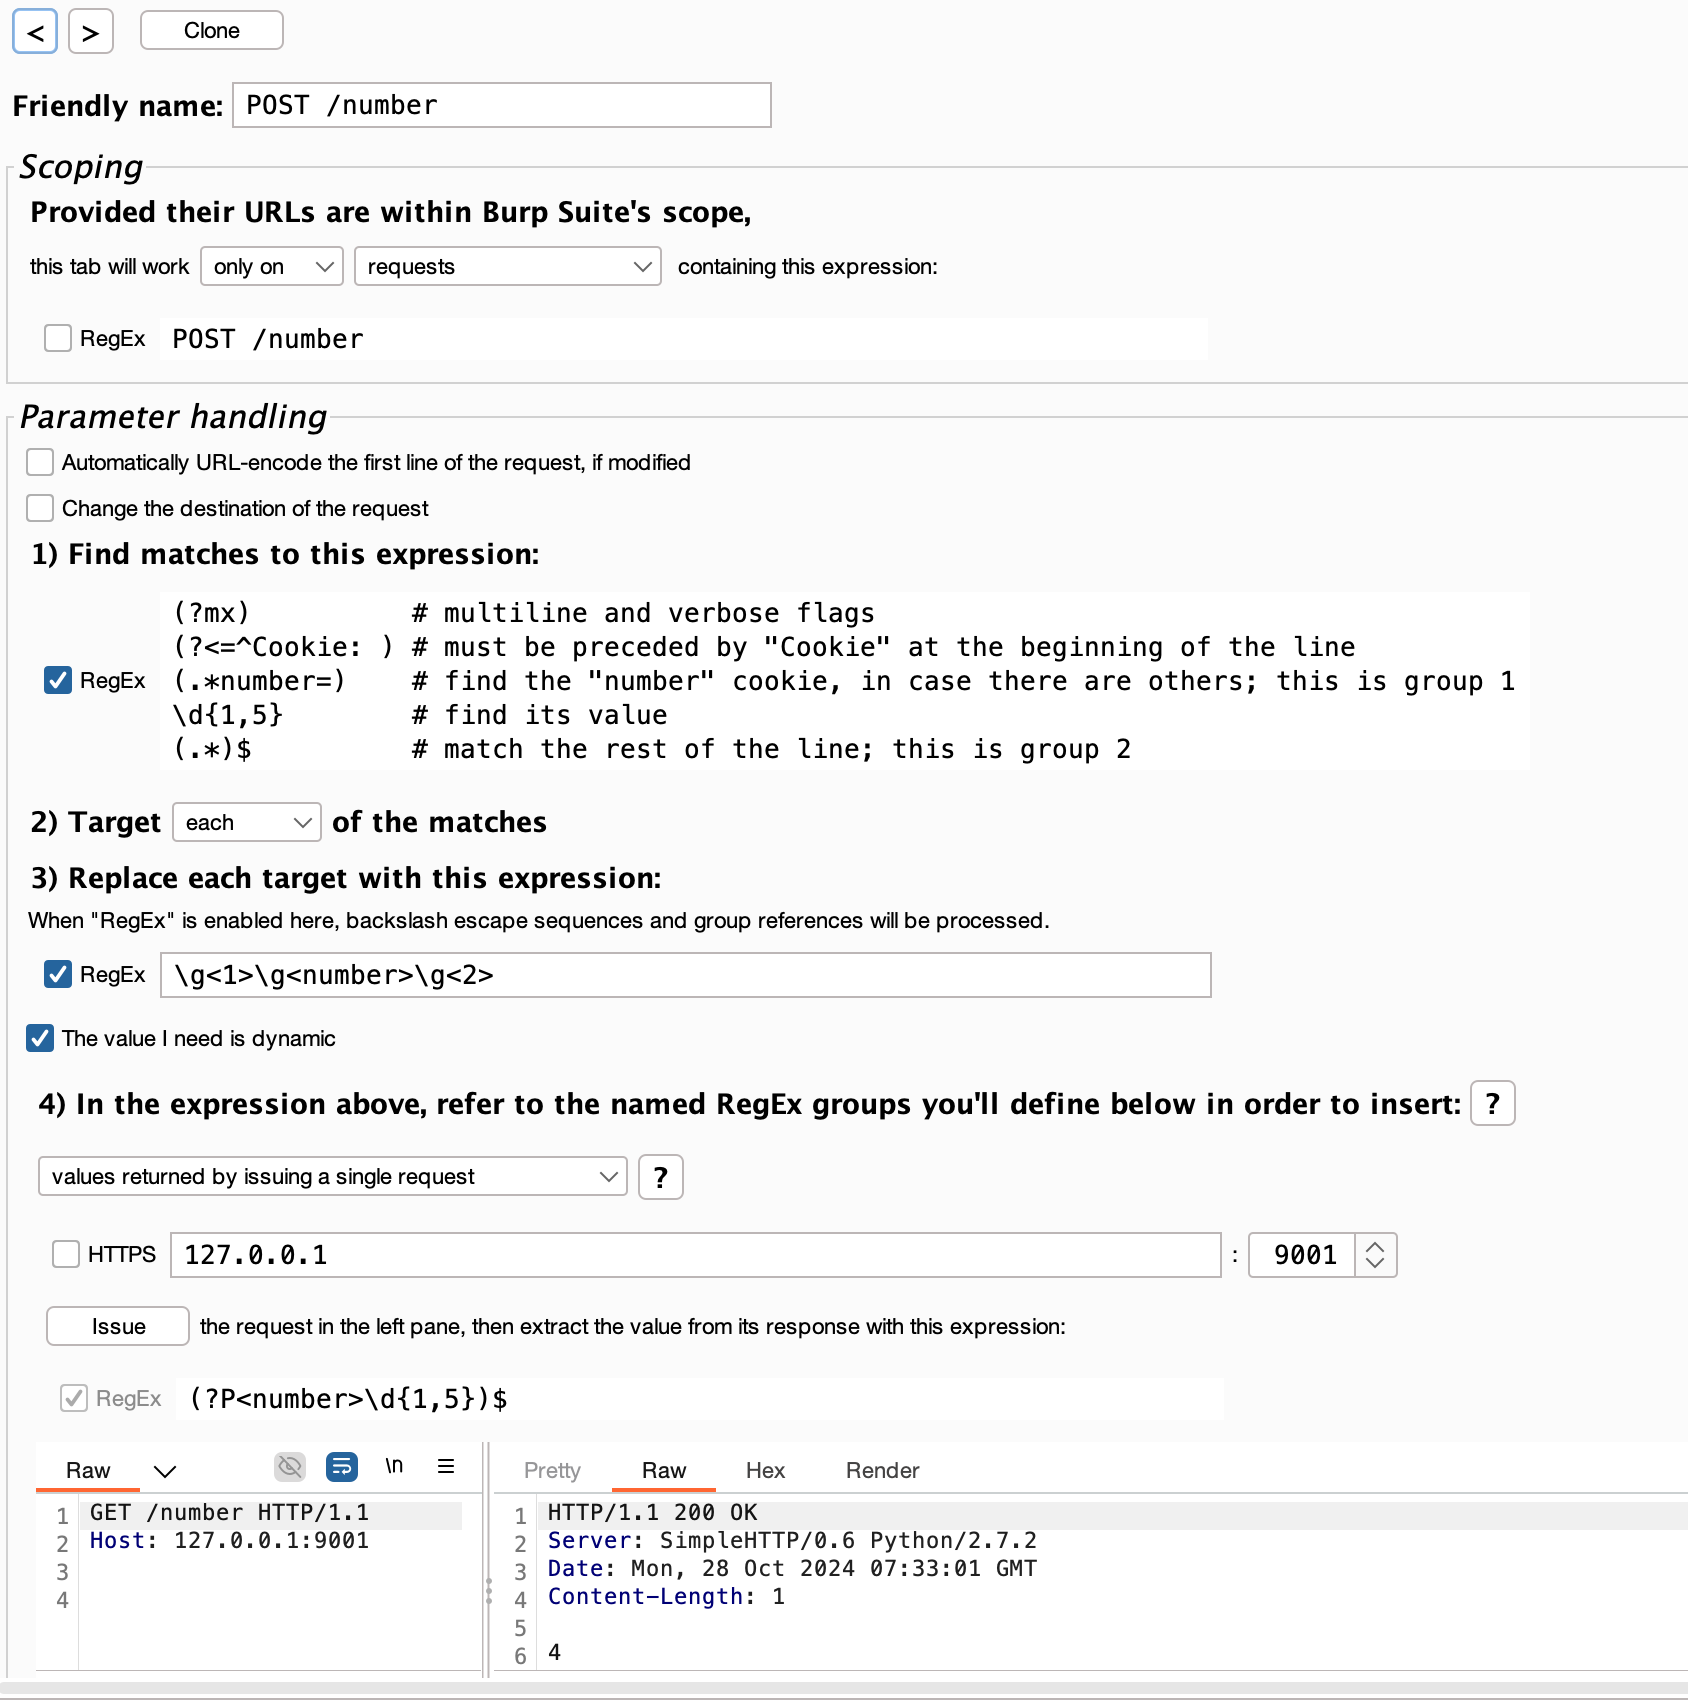 < > Clone
Friendly name: POST /number
Scoping
Provided their URLs are within Burp Suite's scope,
this tab will work only on requests containing this expression:
RegEx POST /number
Parameter handling
Automatically URL-encode the first line of the request, if modified
Change the destination of the request
1) Find matches to this expression:
(?mx)          # multiline and verbose flags
(?<=^Cookie: ) # must be preceded by "Cookie" at the beginning of the line
RegEx (.*number=)    # find the "number" cookie, in case there are others; this is group 1
\d{1,5}        # find its value
(.*)$          # match the rest of the line; this is group 2
2) Target each of the matches
3) Replace each target with this expression:
When "RegEx" is enabled here, backslash escape sequences and group references will be processed.
RegEx \g<1>\g<number>\g<2>
The value I need is dynamic
4) In the expression above, refer to the named RegEx groups you'll define below in order to insert: ?
values returned by issuing a single request ?
HTTPS 127.0.0.1 : 9001
Issue the request in the left pane, then extract the value from its response with this expression:
RegEx (?P<number>\d{1,5})$
Raw \n
1 GET /number HTTP/1.1
2 Host: 127.0.0.1:9001
3
4
Pretty Raw Hex Render
1 HTTP/1.1 200 OK
2 Server: SimpleHTTP/0.6 Python/2.7.2
3 Date: Mon, 28 Oct 2024 07:33:01 GMT
4 Content-Length: 1
5
6 4